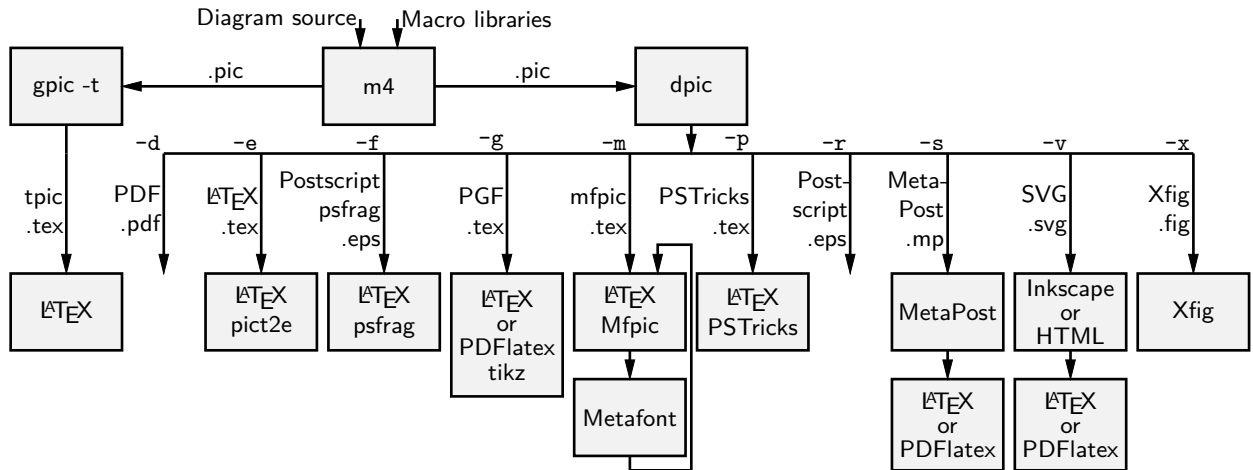 Diagram source
Macro libraries
gpic -t
.pic
m4
.pic
dpic
-d
-e
-f
-g
-m
-p
-r
-s
-v
-x
tpic
.tex
PDF
.pdf
LATEX
.tex
Postscript
psfrag
.eps
PGF
.tex
mfpic
.tex
PSTricks
.tex
Post-
script
.eps
Meta-
Post
.mp
SVG
.svg
Xfig
.fig
LATEX
LATEX
pict2e
LATEX
psfrag
LATEX
or
PDFlatex
tikz
LATEX
Mfpic
LATEX
PSTricks
MetaPost
Inkscape
or
HTML
Xfig
Metafont
LATEX
or
PDFlatex
LATEX
or
PDFlatex